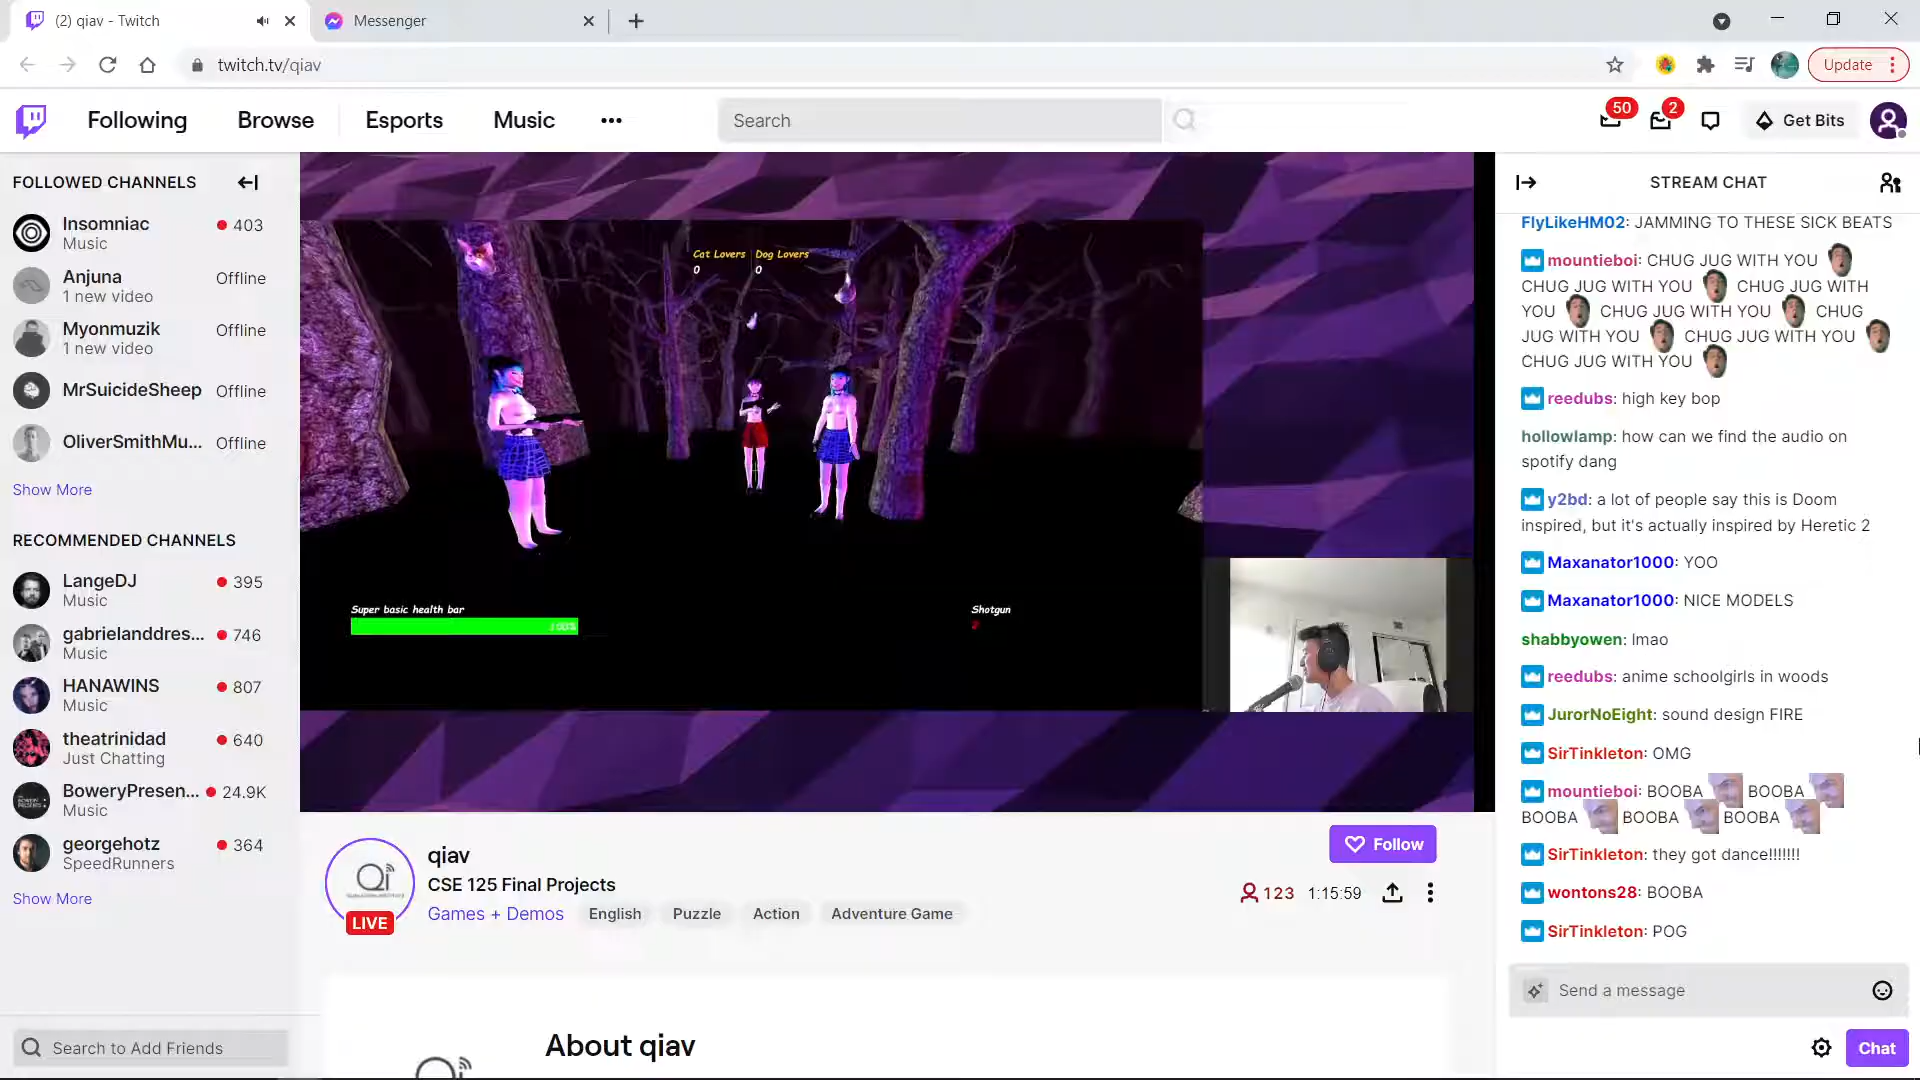 (2) qiav - Twitch
Messenger
twitch.tv/qiav
Update
Following
Browse
Esports
Music
Search
50
2
Get Bits
FOLLOWED CHANNELS
Insomniac
403
Music
Anjuna
Offline
1 new video
Myonmuzik
Offline
1 new video
MrSuicideSheep
Offline
OliverSmithMu...
Offline
Show More
RECOMMENDED CHANNELS
LangeDJ
395
Music
gabrielanddres...
746
Music
HANAWINS
807
Music
theatrinidad
640
Just Chatting
BoweryPresen...
24.9K
Music
georgehotz
364
SpeedRunners
Show More
Search to Add Friends
Cat Lovers
Dog Lovers
0
0
Super basic health bar
100%
Shotgun
2
LIVE
qiav
CSE 125 Final Projects
Games + Demos
English
Puzzle
Action
Adventure Game
Follow
123
1:15:59
About qiav
STREAM CHAT
FlyLikeHM02: JAMMING TO THESE SICK BEATS
mountieboi: CHUG JUG WITH YOU
CHUG JUG WITH YOU CHUG JUG WITH
YOU CHUG JUG WITH YOU CHUG
JUG WITH YOU CHUG JUG WITH YOU
CHUG JUG WITH YOU
reedubs: high key bop
hollowlamp: how can we find the audio on
spotify dang
y2bd: a lot of people say this is Doom
inspired, but it's actually inspired by Heretic 2
Maxanator1000: YOO
Maxanator1000: NICE MODELS
shabbyowen: lmao
reedubs: anime schoolgirls in woods
JurorNoEight: sound design FIRE
SirTinkleton: OMG
mountieboi: BOOBA BOOBA
BOOBA BOOBA BOOBA
SirTinkleton: they got dance!!!!!!!
wontons28: BOOBA
SirTinkleton: POG
Send a message
Chat